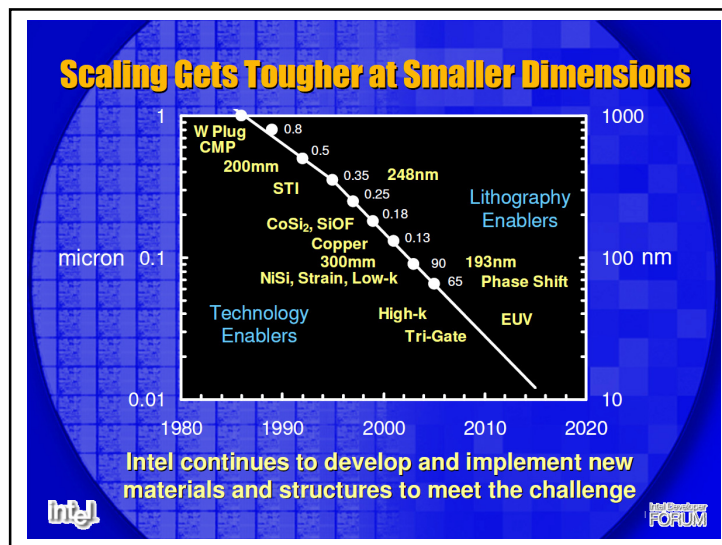 Scaling Gets Tougher at Smaller Dimensions
1
1000
W Plug
CMP
0.8
200mm
0.5
STI
0.35
248nm
0.25
Lithography
Enablers
0.18
CoSi₂, SiOF
Copper
0.13
micron
0.1
300mm
90
193nm
100 nm
NiSi, Strain, Low-k
65
Phase Shift
Technology
Enablers
High-k
EUV
Tri-Gate
0.01
10
1980 1990 2000 2010 2020
Intel continues to develop and implement new
materials and structures to meet the challenge
intel.
Intel Developer
FORUM